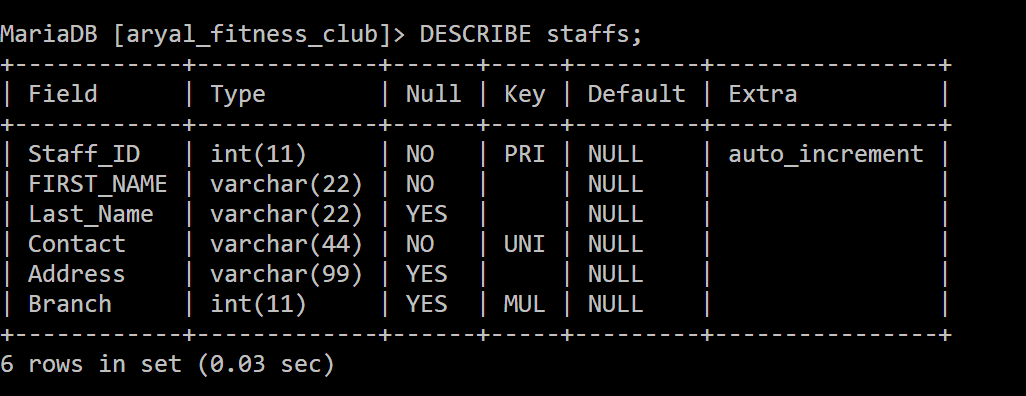 MariaDB [aryal_fitness_club]> DESCRIBE staffs;
+------------+-------------+------+-----+---------+----------------+
| Field      | Type        | Null | Key | Default | Extra          |
+------------+-------------+------+-----+---------+----------------+
| Staff_ID   | int(11)     | NO   | PRI | NULL    | auto_increment |
| FIRST_NAME | varchar(22) | NO   |     | NULL    |                |
| Last_Name  | varchar(22) | YES  |     | NULL    |                |
| Contact    | varchar(44) | NO   | UNI | NULL    |                |
| Address    | varchar(99) | YES  |     | NULL    |                |
| Branch     | int(11)     | YES  | MUL | NULL    |                |
+------------+-------------+------+-----+---------+----------------+
6 rows in set (0.03 sec)